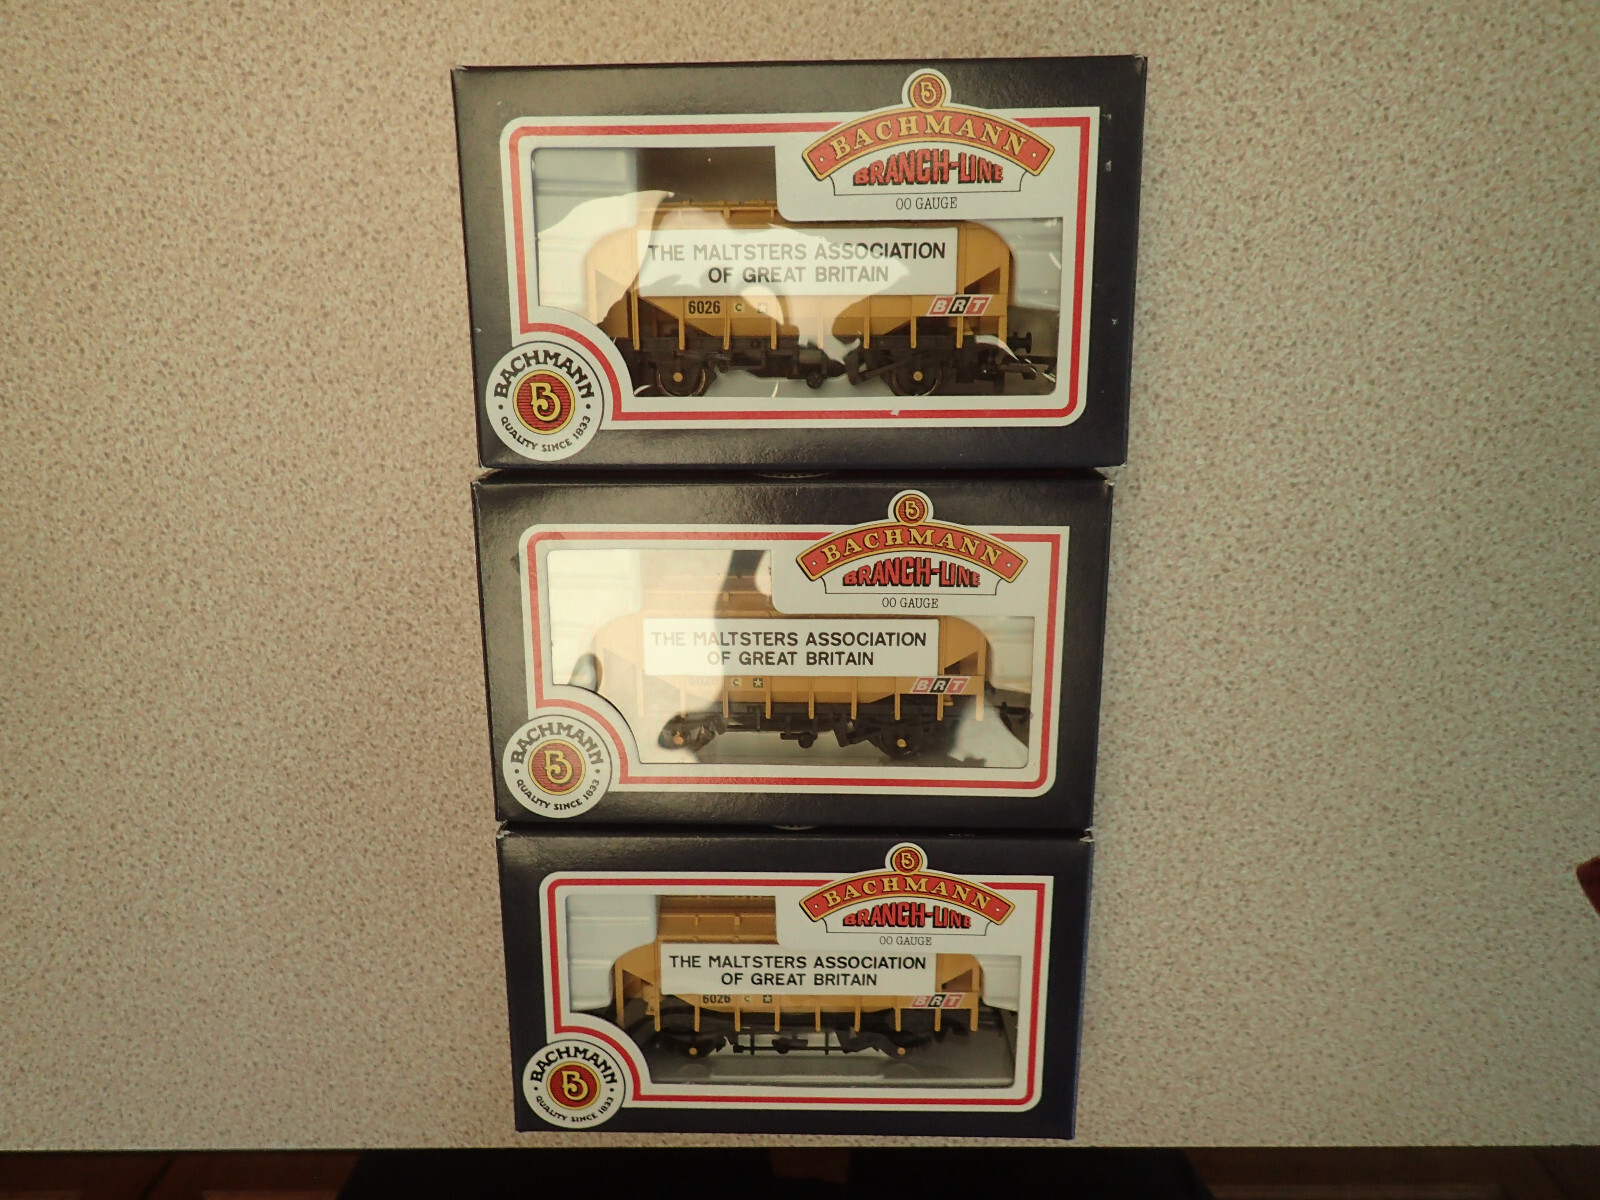 B
BACHMANN
BRANCH-LINE
OO GAUGE
THE MALTSTERS ASSOCIATION
OF GREAT BRITAIN
6026 C
BRT
BACHMANN
B
QUALITY SINCE 1833
B
BACHMANN
BRANCH-LINE
OO GAUGE
THE MALTSTERS ASSOCIATION
OF GREAT BRITAIN
C
BRT
BACHMANN
B
QUALITY SINCE 1833
B
BACHMANN
BRANCH-LINE
OO GAUGE
THE MALTSTERS ASSOCIATION
OF GREAT BRITAIN
6026 C
BRT
BACHMANN
B
QUALITY SINCE 1833